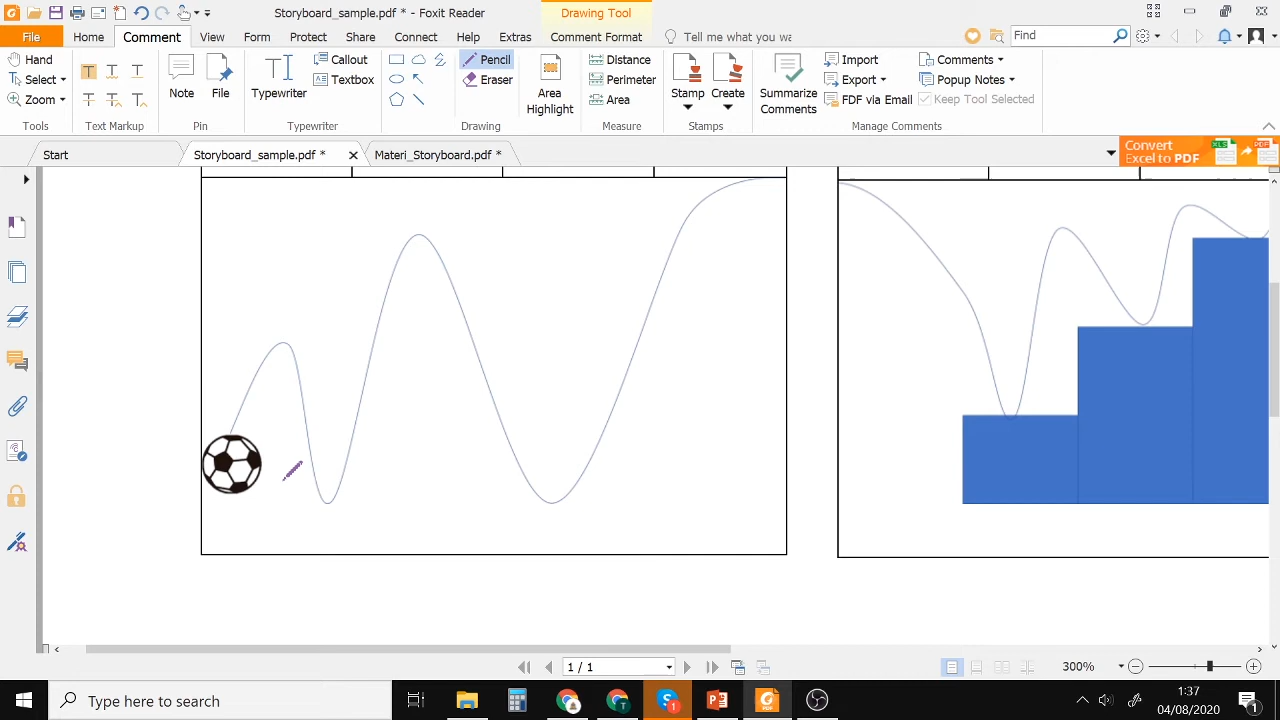 Storyboard_sample.pdf * - Foxit Reader
Drawing Tool
File Home Comment View Form Protect Share Connect Extras Help Comment Format Tell me what you wa Find
Hand
Select
Zoom
Tools
Text Markup
Note
File
Pin
Typewriter
Callout
Textbox
Typewriter
Pencil
Eraser
Drawing
Area
Highlight
Distance
Perimeter
Area
Measure
Stamp
Create
Stamps
Summarize
Comments
Import
Export
FDF via Email
Comments
Popup Notes
Keep Tool Selected
Manage Comments
Start
Storyboard_sample.pdf *
Materi_Storyboard.pdf *
Convert
Excel to PDF
XLS
PDF
1 / 1
300%
Type here to search
1:37
04/08/2020